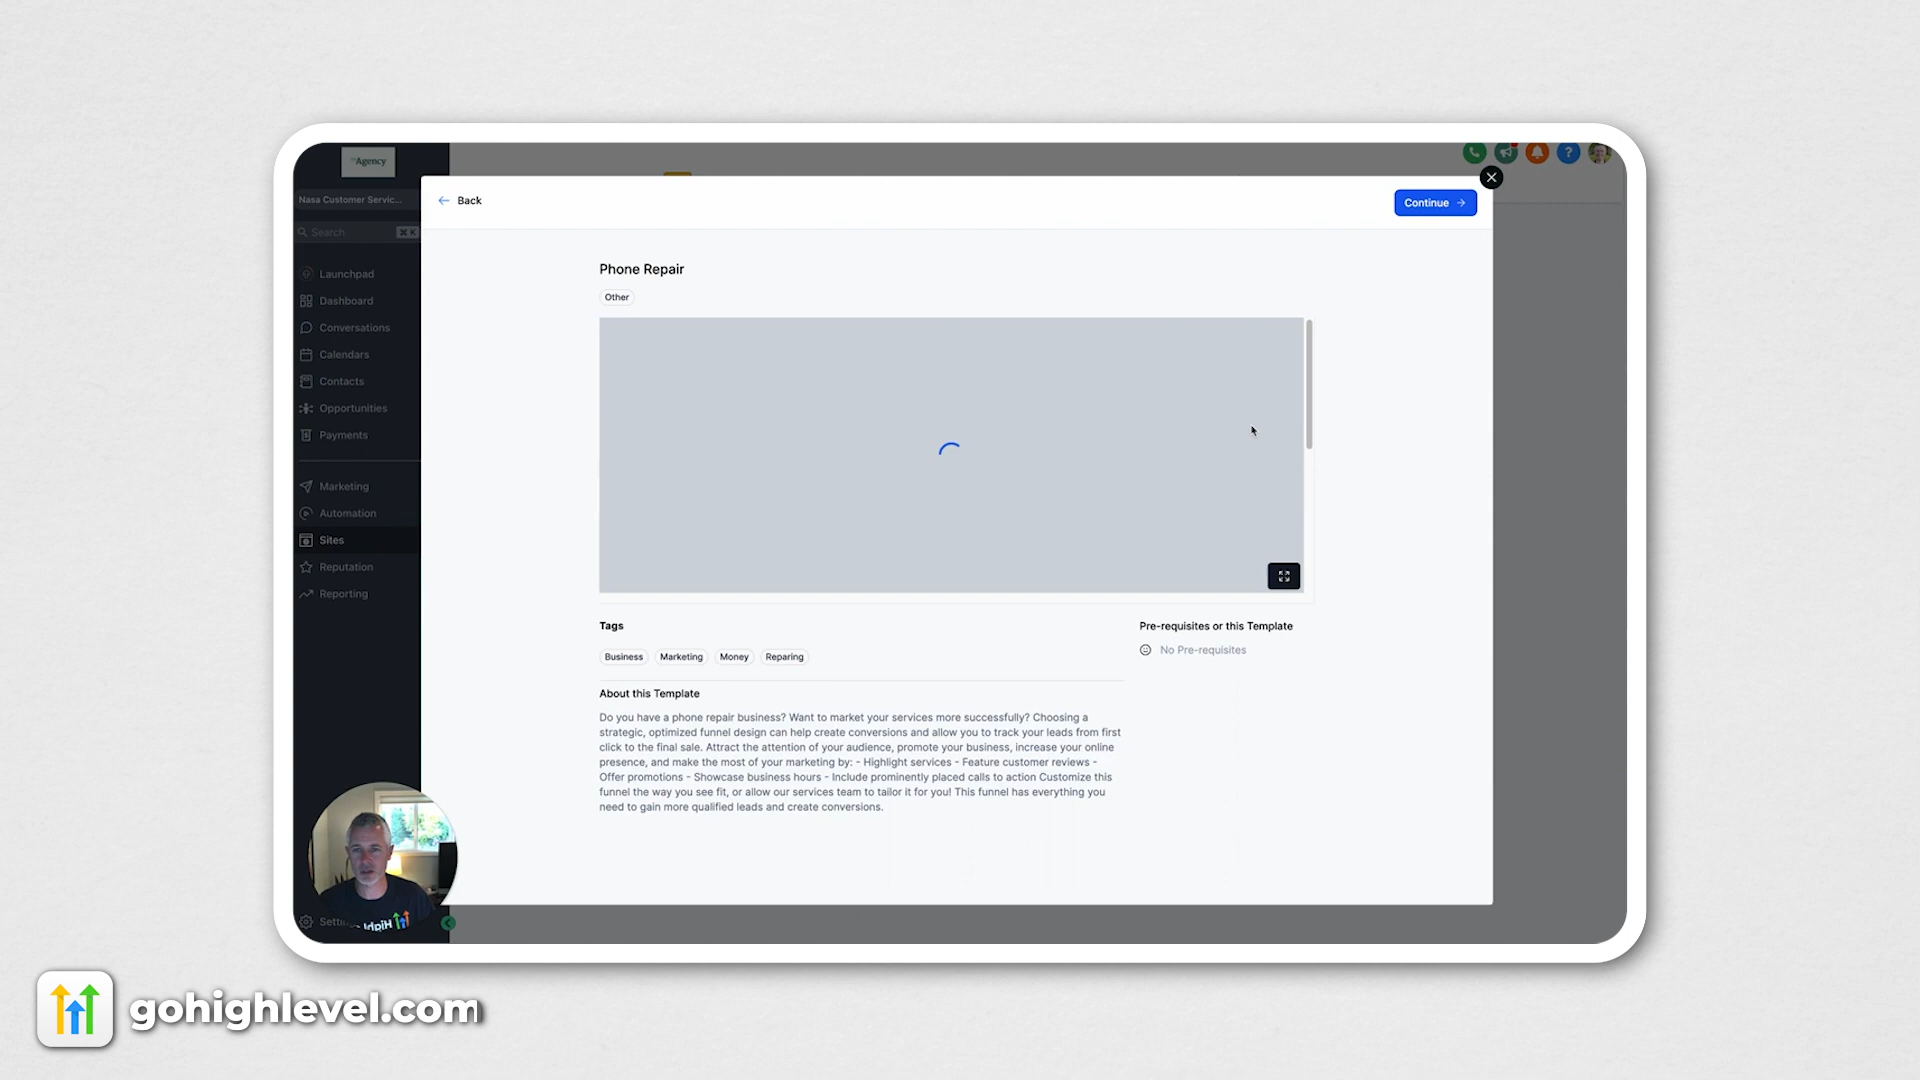 Agency
Nasa Customer Servic...
Search
⌘ K
Launchpad
Dashboard
Conversations
Calendars
Contacts
Opportunities
Payments
Marketing
Automation
Sites
Reputation
Reporting
Back
Continue
Phone Repair
Other
Tags
Business
Marketing
Money
Reparing
Pre-requisites or this Template
No Pre-requisites
About this Template
Do you have a phone repair business? Want to market your services more successfully? Choosing a
strategic, optimized funnel design can help create conversions and allow you to track your leads from first
click to the final sale. Attract the attention of your audience, promote your business, increase your online
presence, and make the most of your marketing by: - Highlight services - Feature customer reviews -
Offer promotions - Showcase business hours - Include prominently placed calls to action Customize this
funnel the way you see fit, or allow our services team to tailor it for you! This funnel has everything you
need to gain more qualified leads and create conversions.
gohighlevel.com